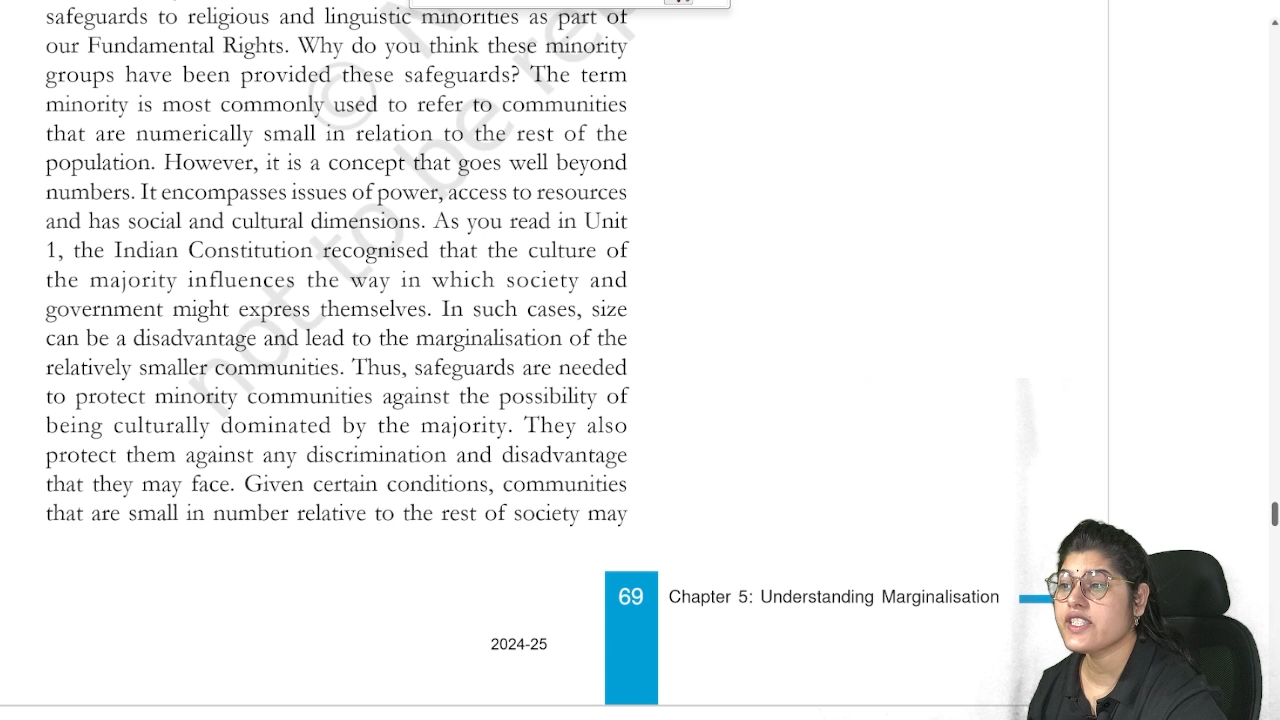 safeguards to religious and linguistic minorities as part of
our Fundamental Rights. Why do you think these minority
groups have been provided these safeguards? The term
minority is most commonly used to refer to communities
that are numerically small in relation to the rest of the
population. However, it is a concept that goes well beyond
numbers. It encompasses issues of power, access to resources
and has social and cultural dimensions. As you read in Unit
1, the Indian Constitution recognised that the culture of
the majority influences the way in which society and
government might express themselves. In such cases, size
can be a disadvantage and lead to the marginalisation of the
relatively smaller communities. Thus, safeguards are needed
to protect minority communities against the possibility of
being culturally dominated by the majority. They also
protect them against any discrimination and disadvantage
that they may face. Given certain conditions, communities
that are small in number relative to the rest of society may
69 Chapter 5: Understanding Marginalisation
2024-25
©
not to be